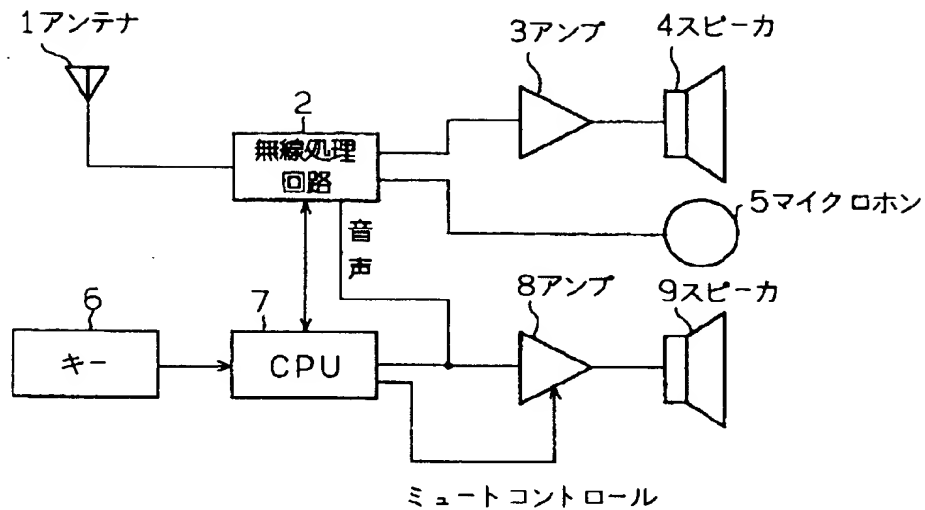 1アンテナ
3アンプ
4スピーカ
2
無線処理
回路
5マイクロホン
音
声
8アンプ
9スピーカ
6
7
キー
CPU
ミュートコントロール